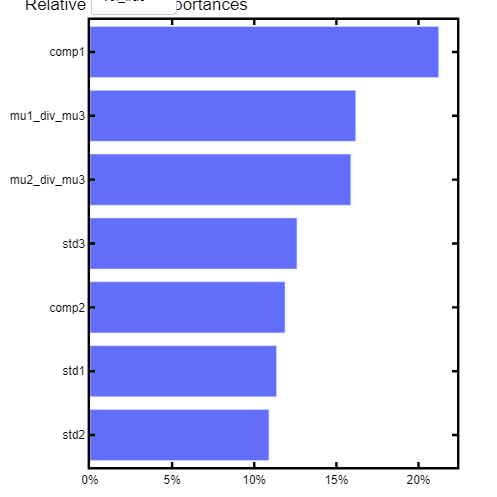 Relative portances
comp1
mu1_div_mu3
mu2_div_mu3
std3
comp2
std1
std2
0% 5% 10% 15% 20%